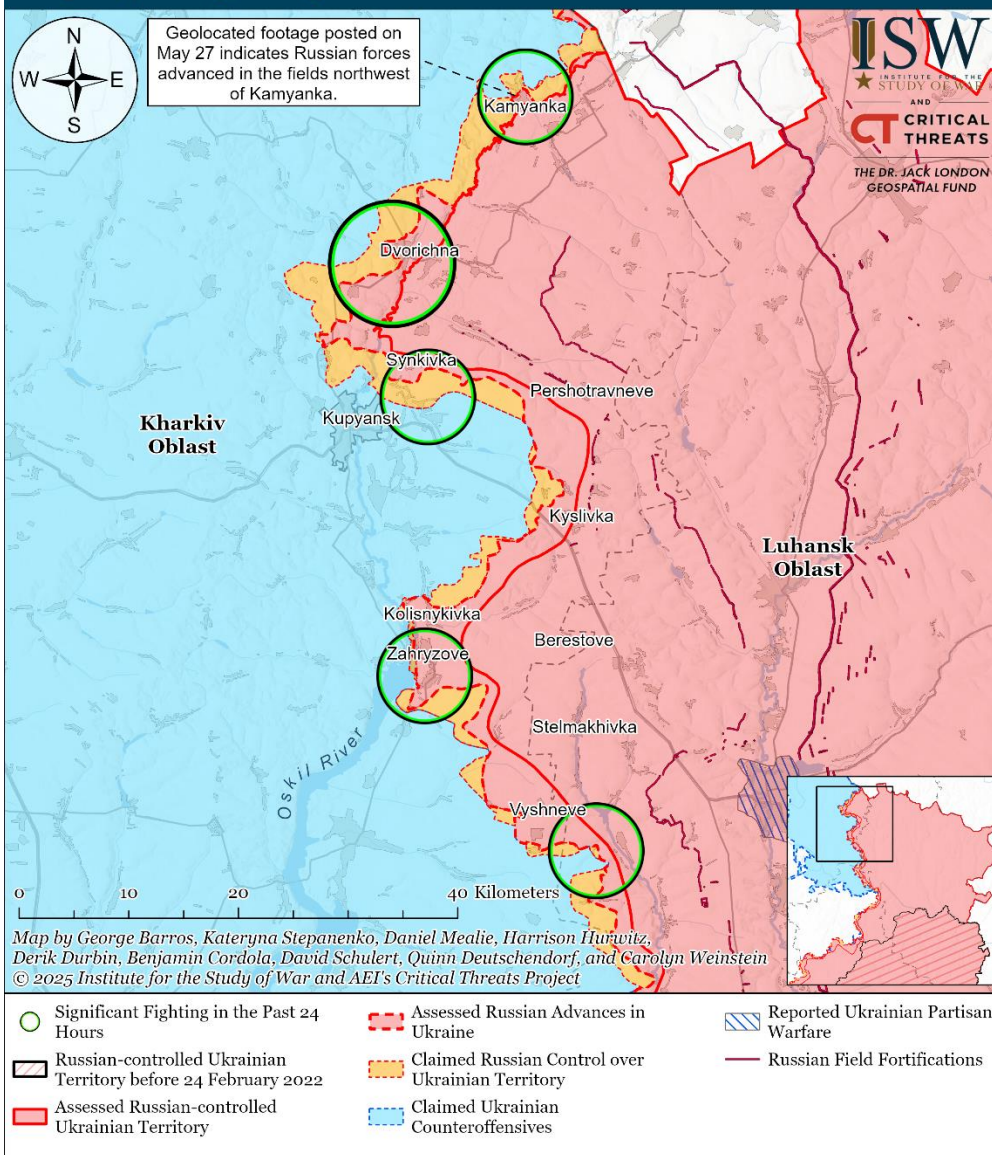 N
W E
S
Geolocated footage posted on
May 27 indicates Russian forces
advanced in the fields northwest
of Kamyanka.
ISW
INSTITUTE FOR THE
STUDY OF WAR
AND
CT CRITICAL
THREATS
THE DR. JACK LONDON
GEOSPATIAL FUND
Kamyanka
Dvorichna
Synkivka
Pershotravneve
Kupyansk
Kharkiv
Oblast
Kyslivka
Luhansk
Oblast
Kolisnykivka
Berestove
Zahryzove
Stelmakhivka
Oskil River
Vyshneve
0 10 20 40 Kilometers
Map by George Barros, Kateryna Stepanenko, Daniel Mealie, Harrison Hurwitz,
Derik Durbin, Benjamin Cordola, David Schulert, Quinn Deutschendorf, and Carolyn Weinstein
© 2025 Institute for the Study of War and AEI's Critical Threats Project
Significant Fighting in the Past 24
Hours
Russian-controlled Ukrainian
Territory before 24 February 2022
Assessed Russian-controlled
Ukrainian Territory
Assessed Russian Advances in
Ukraine
Claimed Russian Control over
Ukrainian Territory
Claimed Ukrainian
Counteroffensives
Reported Ukrainian Partisan
Warfare
Russian Field Fortifications